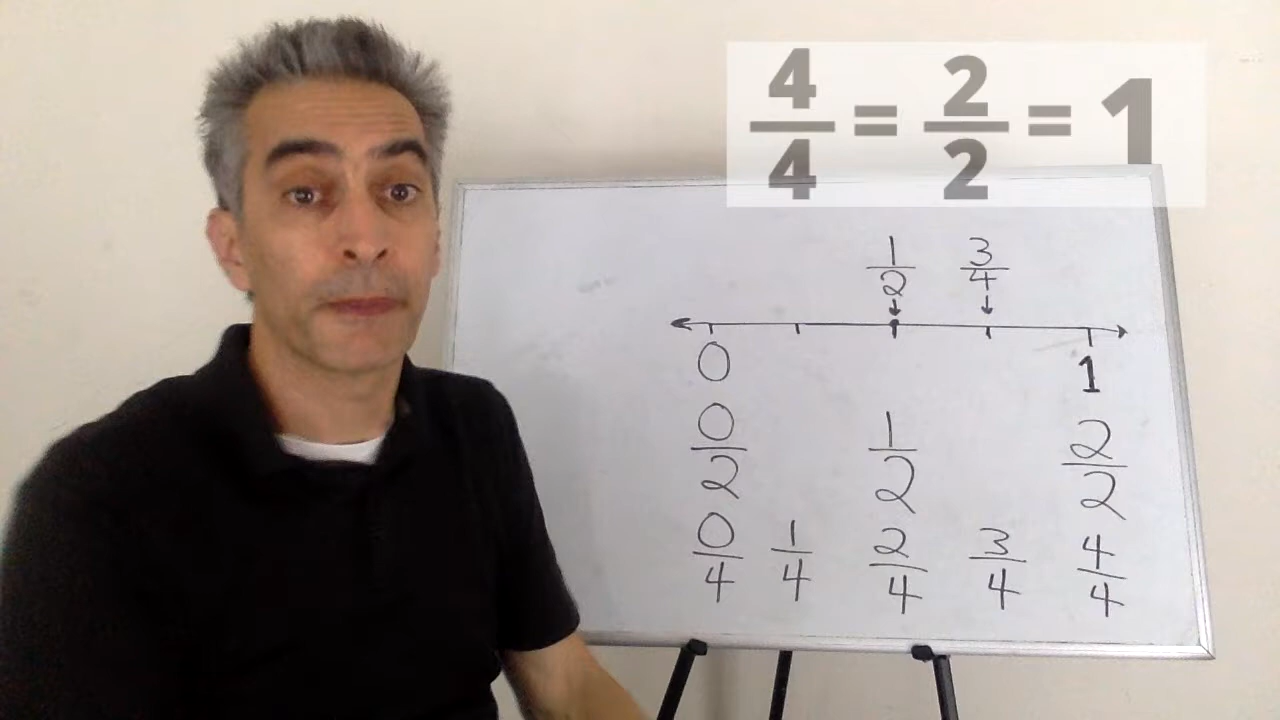 4/4 = 2/2 = 1
1/2 3/4
0 1
0/2 1/2 2/2
0/4 1/4 2/4 3/4 4/4